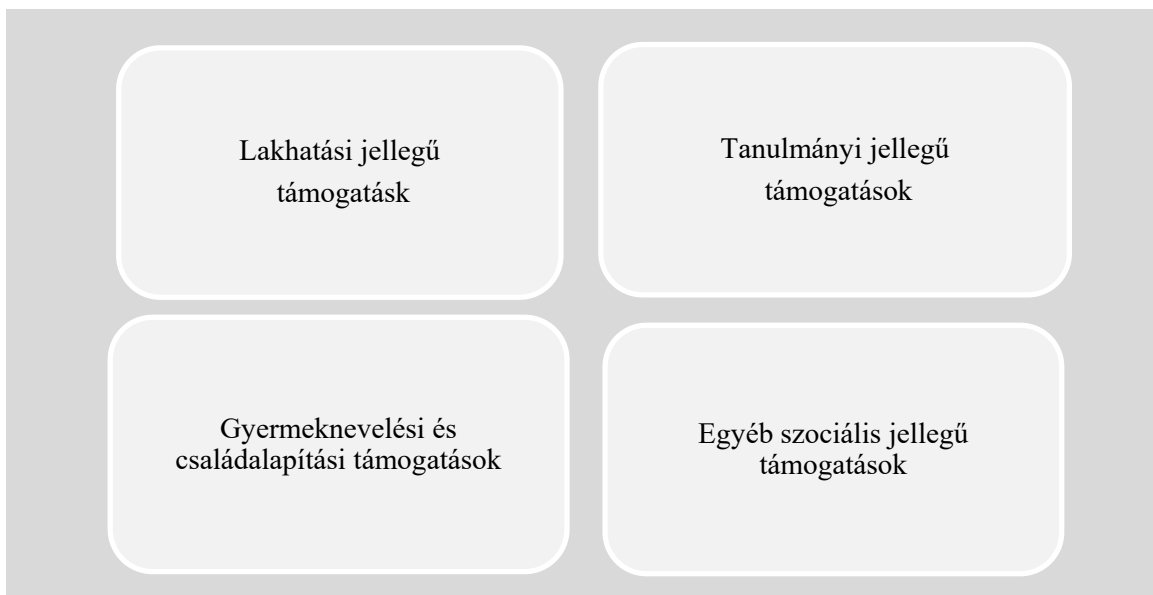 Lakhatási jellegű
támogatásk
Tanulmányi jellegű
támogatások
Gyermeknevelési és
családalapítási támogatások
Egyéb szociális jellegű
támogatások